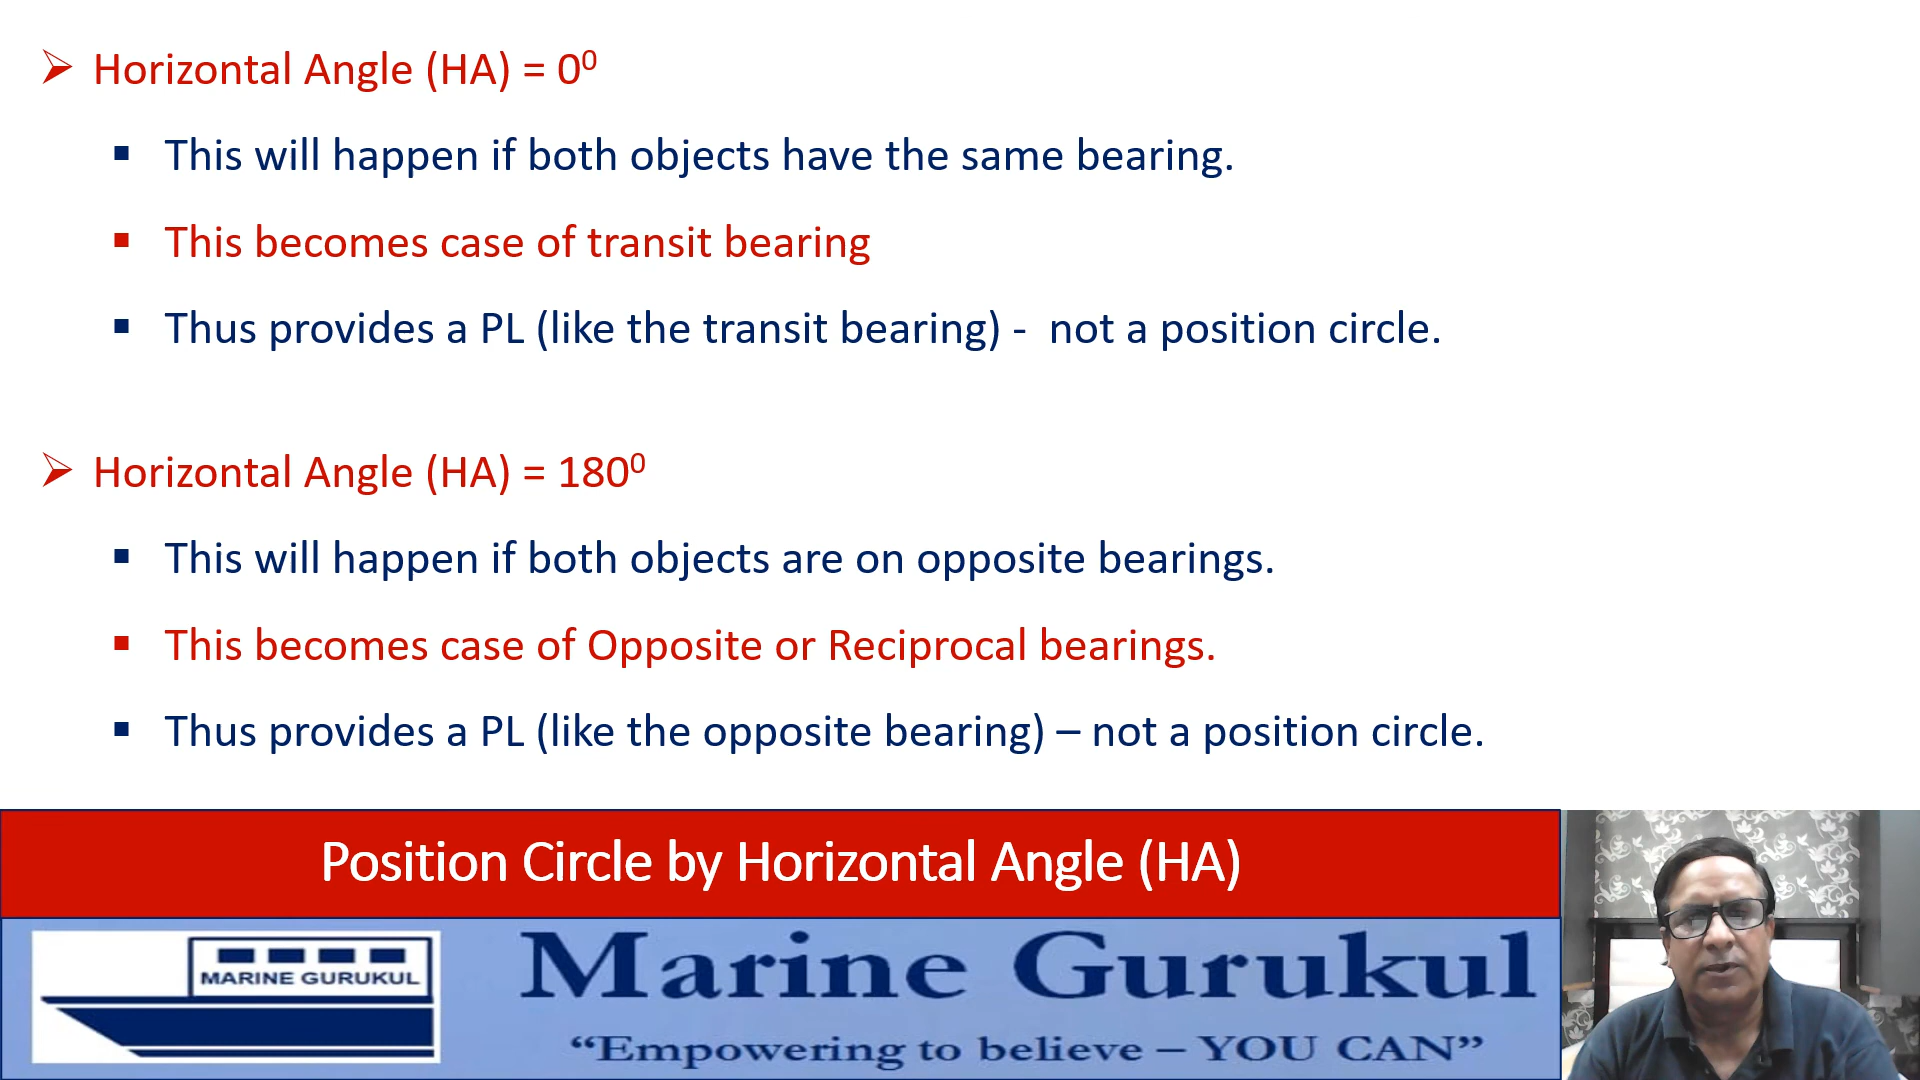 Horizontal Angle (HA) = 0⁰
This will happen if both objects have the same bearing.
This becomes case of transit bearing
Thus provides a PL (like the transit bearing) -  not a position circle.
Horizontal Angle (HA) = 180⁰
This will happen if both objects are on opposite bearings.
This becomes case of Opposite or Reciprocal bearings.
Thus provides a PL (like the opposite bearing) – not a position circle.
Position Circle by Horizontal Angle (HA)
MARINE GURUKUL
Marine Gurukul
“Empowering to believe – YOU CAN”